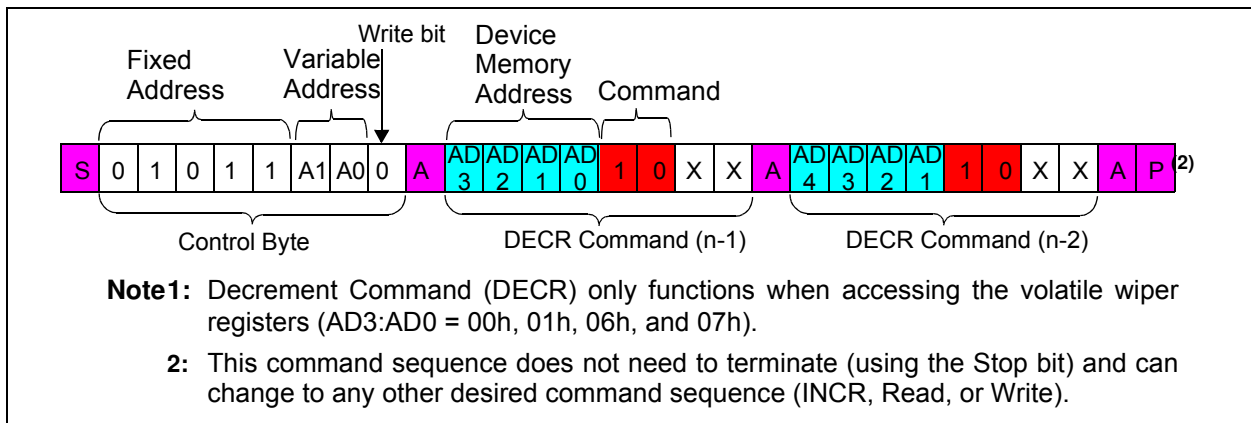 Write bit
Fixed Address
Variable Address
Device Memory Address
Command
S 0 1 0 1 1 A1 A0 0 A AD3 AD2 AD1 AD0 1 0 X X A AD4 AD3 AD2 AD1 1 0 X X A P (2)
Control Byte
DECR Command (n-1)
DECR Command (n-2)
Note1: Decrement Command (DECR) only functions when accessing the volatile wiper
registers (AD3:AD0 = 00h, 01h, 06h, and 07h).
2: This command sequence does not need to terminate (using the Stop bit) and can
change to any other desired command sequence (INCR, Read, or Write).